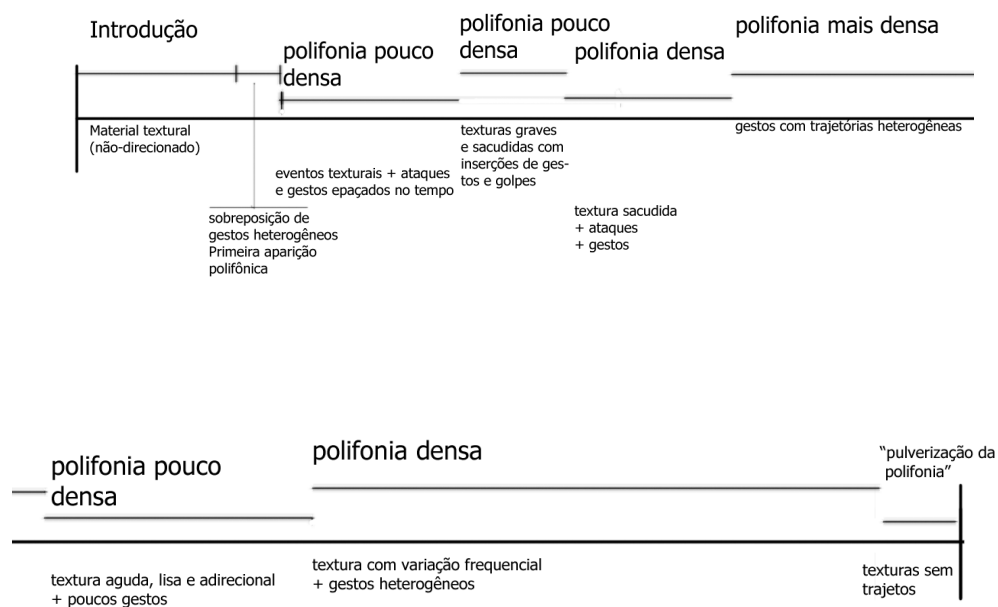 Introdução
polifonia pouco
densa
polifonia pouco
densa
polifonia densa
polifonia mais densa
Material textural
(não-direcionado)
sobreposição de
gestos heterogêneos
Primeira aparição
polifônica
eventos texturais + ataques
e gestos epaçados no tempo
texturas graves
e sacudidas com
inserções de ges-
tos e golpes
textura sacudida
+ ataques
+ gestos
gestos com trajetórias heterogêneas
polifonia pouco
densa
polifonia densa
“pulverização da
polifonia”
textura aguda, lisa e adirecional
+ poucos gestos
textura com variação frequencial
+ gestos heterogêneos
texturas sem
trajetos